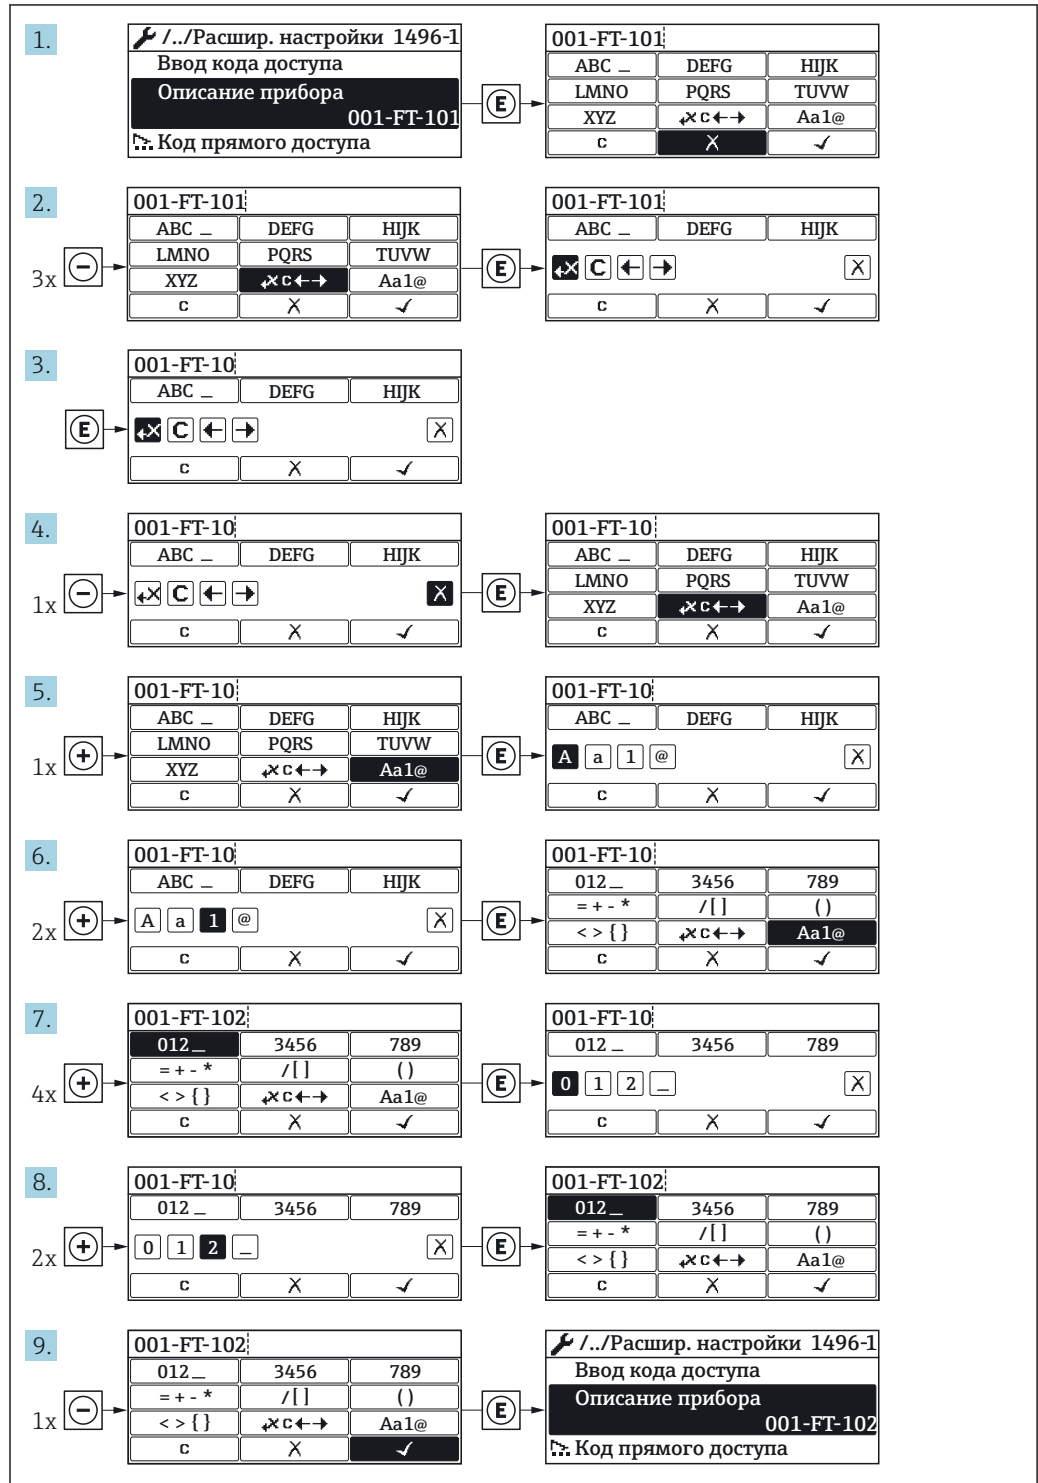 1.
/../Расшир. настройки 1496-1
Ввод кода доступа
Описание прибора
001-FT-101
Код прямого доступа
E
001-FT-101
ABC _ DEFG HIJK
LMNO PQRS TUVW
XYZ C←→ Aa1@
C X ✓
2.
3x −
001-FT-101
ABC _ DEFG HIJK
LMNO PQRS TUVW
XYZ C←→ Aa1@
C X ✓
E
001-FT-101
ABC _ DEFG HIJK
C ← → X
C X ✓
3.
E
001-FT-10
ABC _ DEFG HIJK
C ← → X
C X ✓
4.
1x −
001-FT-10
ABC _ DEFG HIJK
C ← → X
C X ✓
E
001-FT-10
ABC _ DEFG HIJK
LMNO PQRS TUVW
XYZ C←→ Aa1@
C X ✓
5.
1x +
001-FT-10
ABC _ DEFG HIJK
LMNO PQRS TUVW
XYZ C←→ Aa1@
C X ✓
E
001-FT-10
ABC _ DEFG HIJK
A a 1 @ X
C X ✓
6.
2x +
001-FT-10
ABC _ DEFG HIJK
A a 1 @ X
C X ✓
E
001-FT-10
012 _ 3456 789
= + - * / [ ] ( )
< > { } C←→ Aa1@
C X ✓
7.
4x +
001-FT-102
012 _ 3456 789
= + - * / [ ] ( )
< > { } C←→ Aa1@
C X ✓
E
001-FT-10
012 _ 3456 789
0 1 2 _ X
C X ✓
8.
2x +
001-FT-10
012 _ 3456 789
0 1 2 _ X
C X ✓
E
001-FT-102
012 _ 3456 789
= + - * / [ ] ( )
< > { } C←→ Aa1@
C X ✓
9.
1x −
001-FT-102
012 _ 3456 789
= + - * / [ ] ( )
< > { } C←→ Aa1@
C X ✓
E
/../Расшир. настройки 1496-1
Ввод кода доступа
Описание прибора
001-FT-102
Код прямого доступа